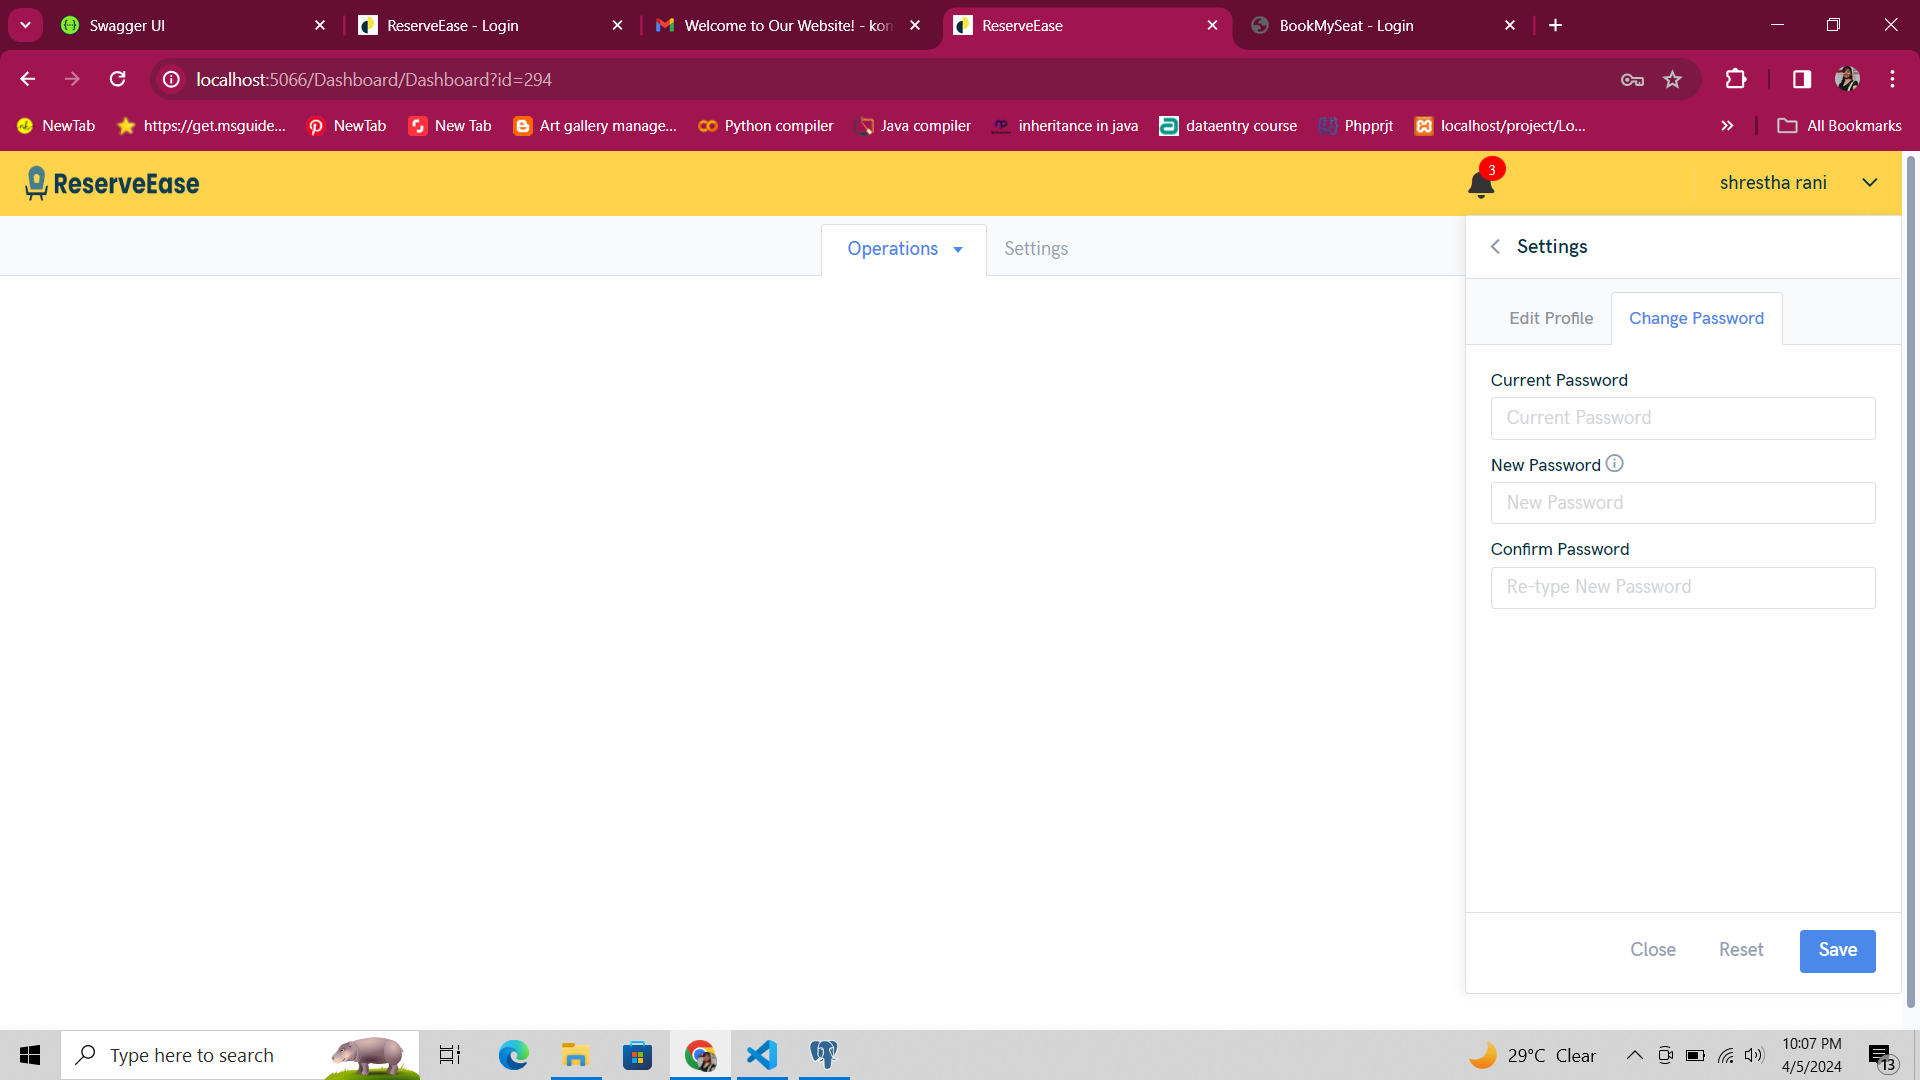 Swagger UI
ReserveEase - Login
Welcome to Our Website! - kon
ReserveEase
BookMySeat - Login
localhost:5066/Dashboard/Dashboard?id=294
NewTab
https://get.msguide...
NewTab
New Tab
Art gallery manage...
Python compiler
Java compiler
inheritance in java
dataentry course
Phpprjt
localhost/project/Lo...
All Bookmarks
ReserveEase
3
shrestha rani
Operations
Settings
Settings
Edit Profile
Change Password
Current Password
Current Password
New Password
New Password
Confirm Password
Re-type New Password
Close
Reset
Save
Type here to search
29°C Clear
10:07 PM
4/5/2024
13